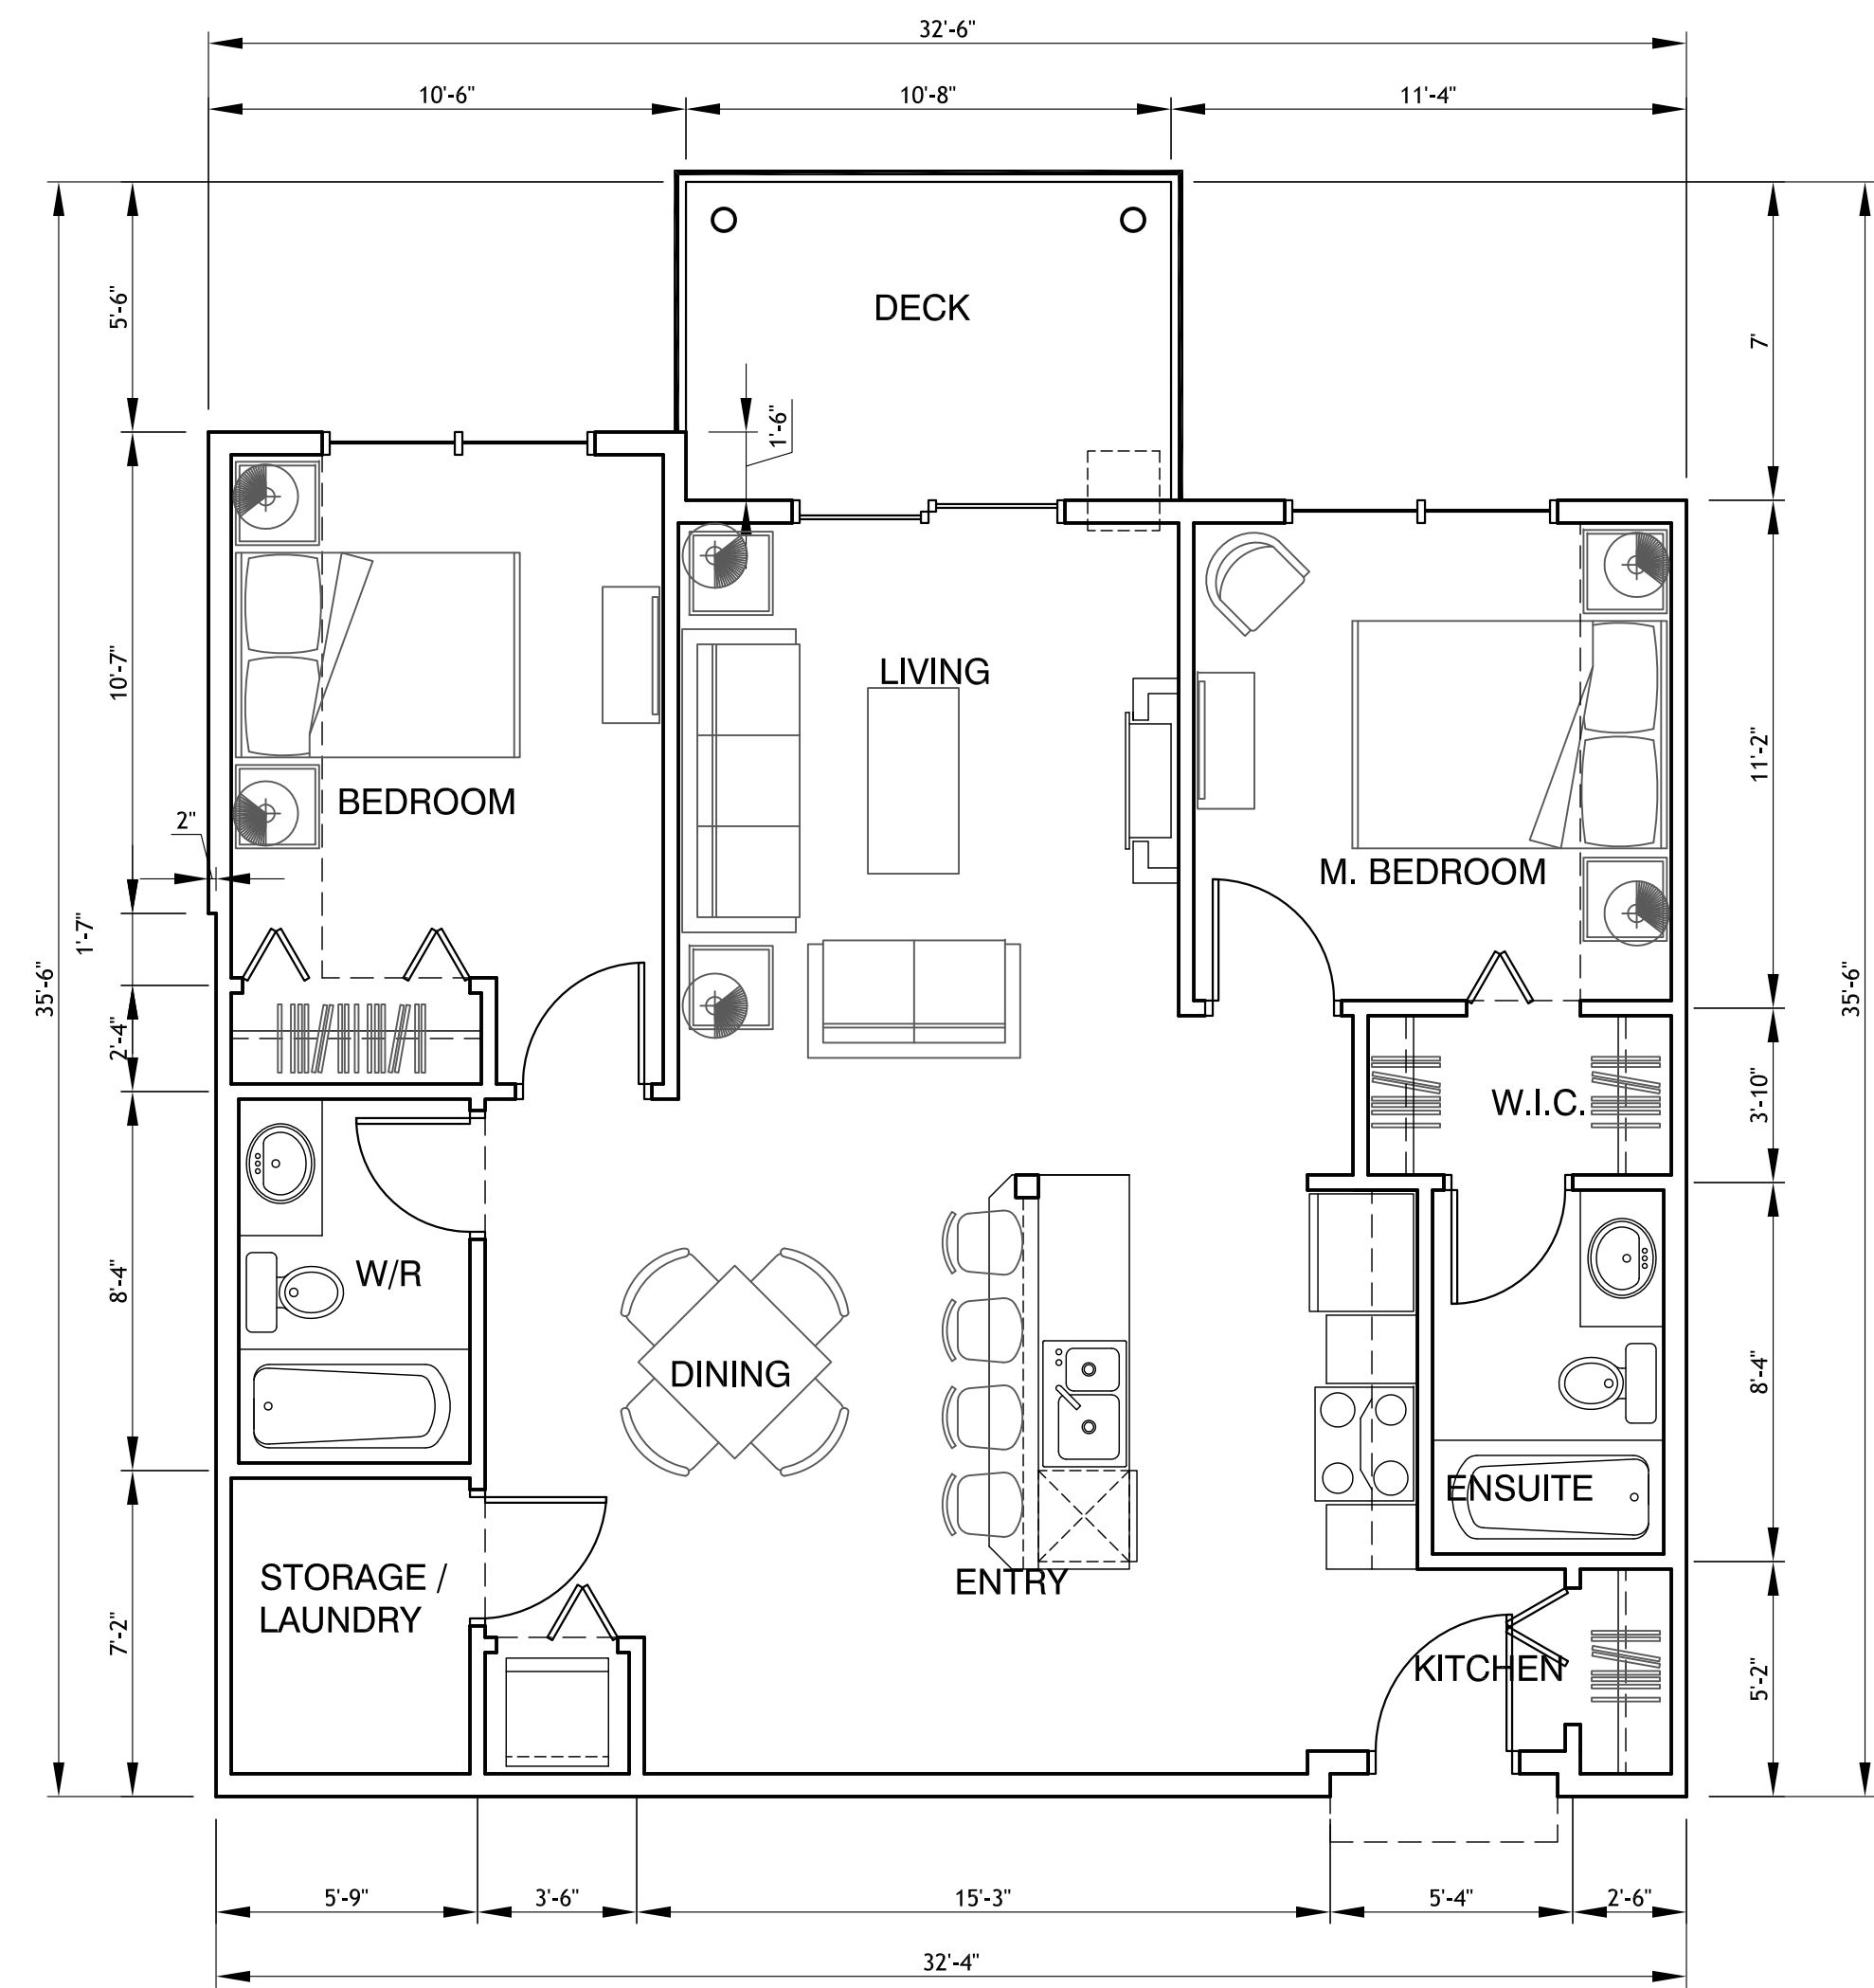 32'-6"
10'-6"
10'-8"
11'-4"
5'-6"
DECK
7'
1'-6"
10'-7"
LIVING
11'-2"
BEDROOM
2"
M. BEDROOM
1'-7"
35'-6"
35'-6"
2'-4"
W.I.C.
3'-10"
8'-4"
W/R
DINING
8'-4"
ENSUITE
STORAGE /
LAUNDRY
ENTRY
7'-2"
KITCHEN
5'-2"
5'-9"
3'-6"
15'-3"
5'-4"
2'-6"
32'-4"